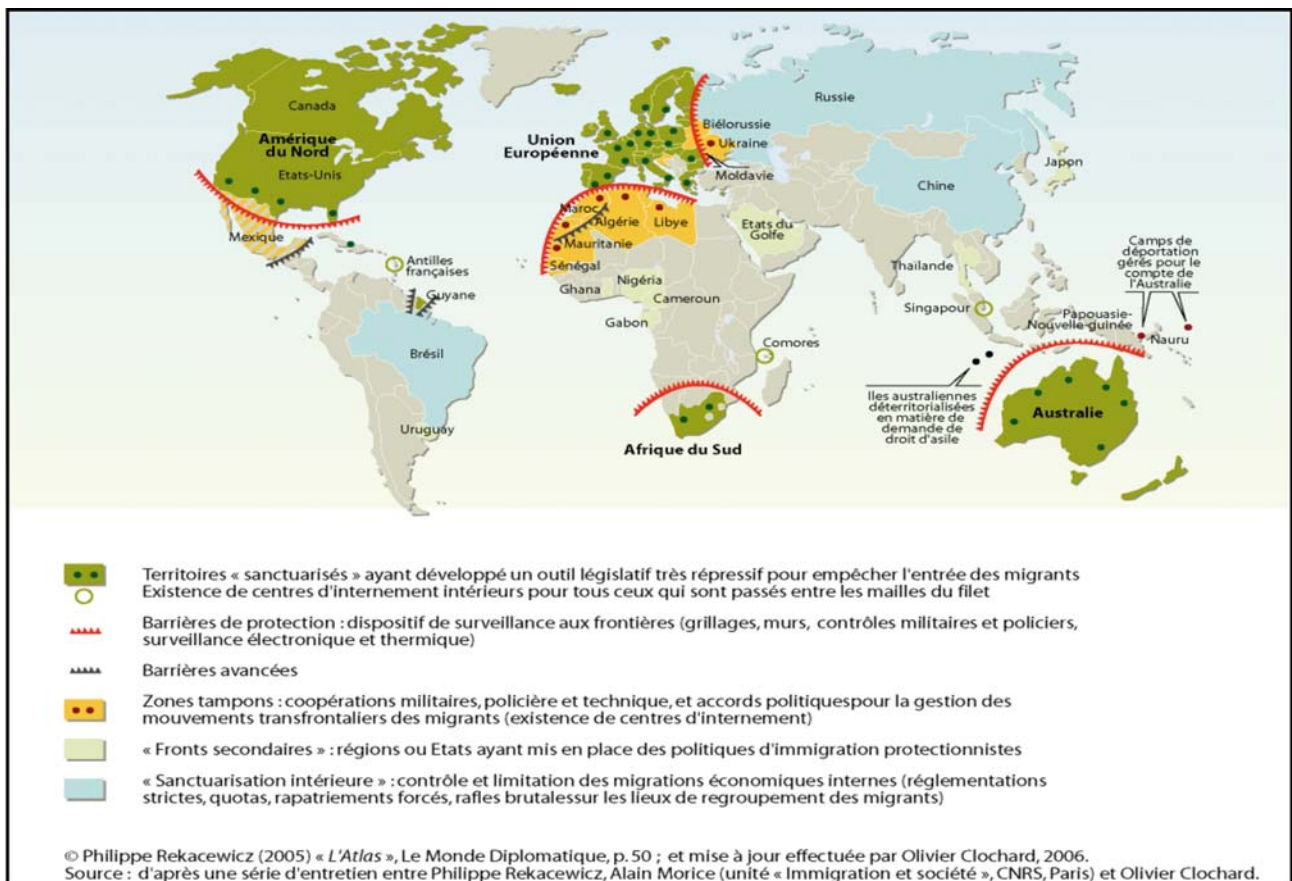 Canada
Amérique
du Nord
Etats-Unis
Mexique
Antilles
françaises
Guyane
Brésil
Uruguay
Union
Européenne
Biélorussie
Ukraine
Moldavie
Russie
Chine
Japon
Maroc
Algérie
Libye
Mauritanie
Sénégal
Ghana
Nigéria
Cameroun
Gabon
Etats du
Golfe
Comores
Afrique du Sud
Thaïlande
Singapour
Papouasie-
Nouvelle-guinée
Nauru
Camps de
déportation
gérés pour le
compte de
l'Australie
Iles australiennes
déterritorialisées
en matière de
demande de
droit d'asile
Australie
Territoires « sanctuarisés » ayant développé un outil législatif très répressif pour empêcher l'entrée des migrants
Existence de centres d'internement intérieurs pour tous ceux qui sont passés entre les mailles du filet
Barrières de protection : dispositif de surveillance aux frontières (grillages, murs, contrôles militaires et policiers,
surveillance électronique et thermique)
Barrières avancées
Zones tampons : coopérations militaires, policière et technique, et accords politiquespour la gestion des
mouvements transfrontaliers des migrants (existence de centres d'internement)
« Fronts secondaires » : régions ou Etats ayant mis en place des politiques d'immigration protectionnistes
« Sanctuarisation intérieure » : contrôle et limitation des migrations économiques internes (réglementations
strictes, quotas, rapatriements forcés, rafles brutalessur les lieux de regroupement des migrants)
© Philippe Rekacewicz (2005) « L'Atlas », Le Monde Diplomatique, p. 50 ; et mise à jour effectuée par Olivier Clochard, 2006.
Source : d'après une série d'entretien entre Philippe Rekacewicz, Alain Morice (unité « Immigration et société », CNRS, Paris) et Olivier Clochard.